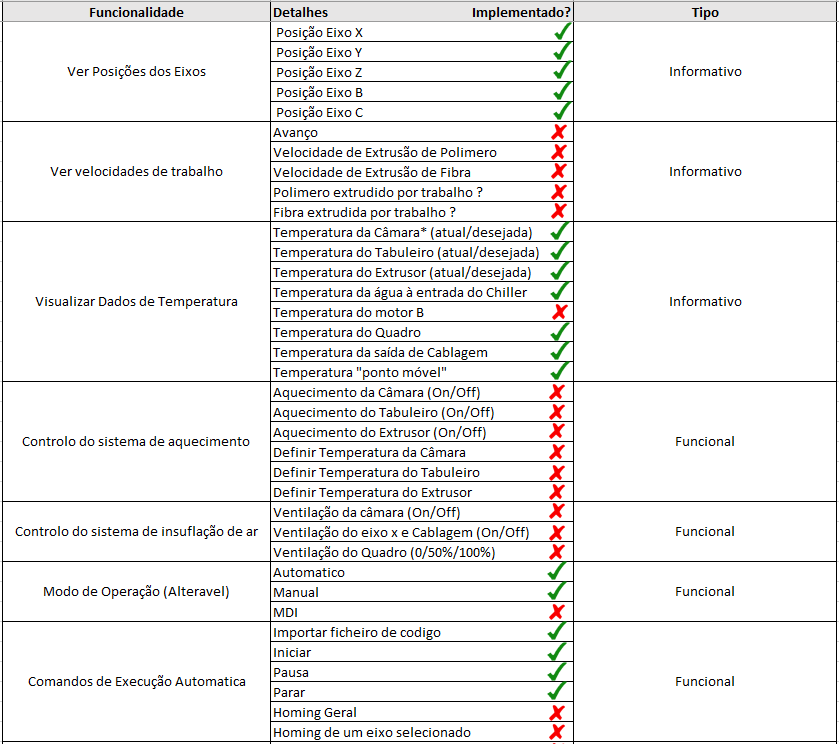 Funcionalidade Detalhes Implementado? Tipo
Posição Eixo X
Posição Eixo Y
Ver Posições dos Eixos Posição Eixo Z Informativo
Posição Eixo B
Posição Eixo C
Avanço
Velocidade de Extrusão de Polimero
Ver velocidades de trabalho Velocidade de Extrusão de Fibra Informativo
Polimero extrudido por trabalho ?
Fibra extrudida por trabalho ?
Temperatura da Câmara* (atual/desejada)
Temperatura do Tabuleiro (atual/desejada)
Temperatura do Extrusor (atual/desejada)
Temperatura da água à entrada do Chiller
Visualizar Dados de Temperatura Informativo
Temperatura do motor B
Temperatura do Quadro
Temperatura da saída de Cablagem
Temperatura "ponto móvel"
Aquecimento da Câmara (On/Off)
Aquecimento do Tabuleiro (On/Off)
Aquecimento do Extrusor (On/Off)
Controlo do sistema de aquecimento Funcional
Definir Temperatura da Câmara
Definir Temperatura do Tabuleiro
Definir Temperatura do Extrusor
Ventilação da câmara (On/Off)
Controlo do sistema de insuflação de ar Ventilação do eixo x e Cablagem (On/Off) Funcional
Ventilação do Quadro (0/50%/100%)
Automatico
Modo de Operação (Alteravel) Manual Funcional
MDI
Importar ficheiro de codigo
Iniciar
Pausa
Comandos de Execução Automatica Funcional
Parar
Homing Geral
Homing de um eixo selecionado